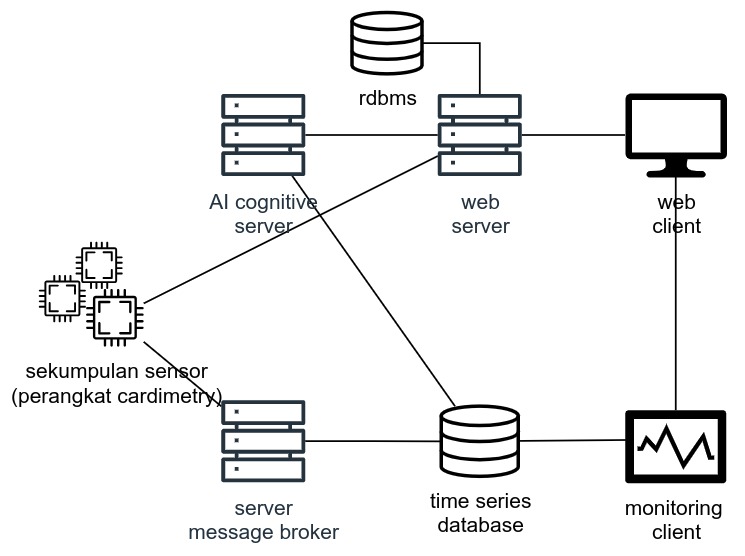 rdbms
AI cognitive
server
web
server
web
client
sekumpulan sensor
(perangkat cardimetry)
server
message broker
time series
database
monitoring
client